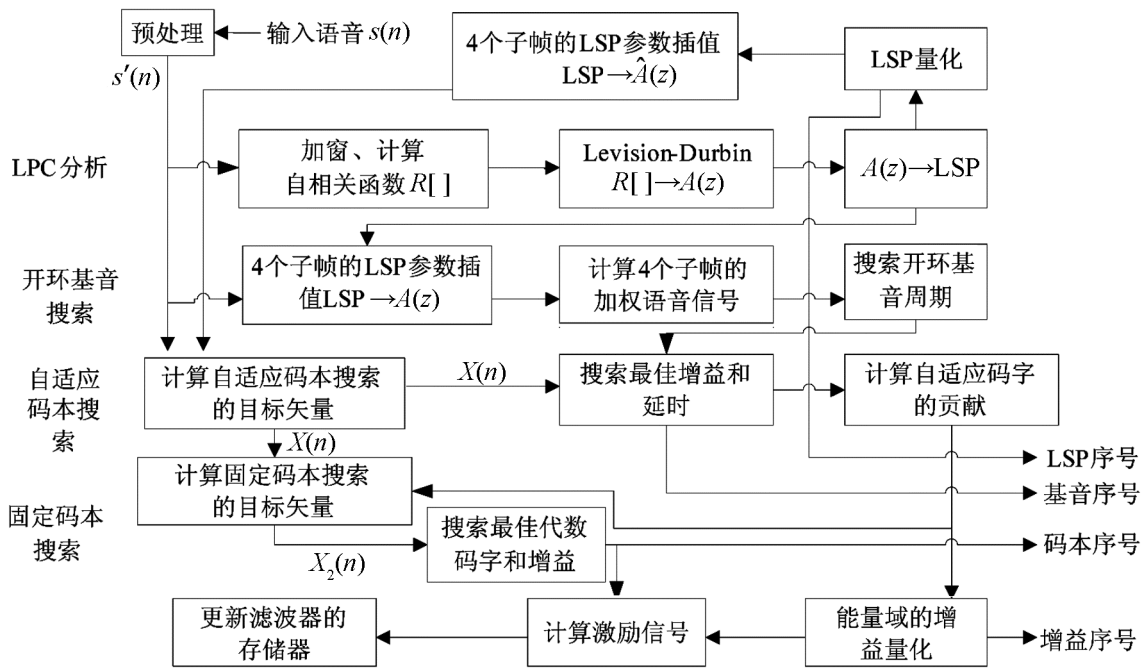 预处理
输入语音 s(n)
s′(n)
4个子帧的LSP参数插值
LSP→Â(z)
LSP量化
LPC分析
加窗、计算
自相关函数 R[ ]
Levision-Durbin
R[ ]→A(z)
A(z)→LSP
开环基音
搜索
4个子帧的LSP参数插
值LSP→A(z)
计算4个子帧的
加权语音信号
搜索开环基
音周期
自适应
码本搜
索
计算自适应码本搜索
的目标矢量
X(n)
搜索最佳增益和
延时
计算自适应码字
的贡献
X(n)
LSP序号
基音序号
固定码本
搜索
计算固定码本搜索
的目标矢量
X₂(n)
搜索最佳代数
码字和增益
码本序号
更新滤波器的
存储器
计算激励信号
能量域的增
益量化
增益序号